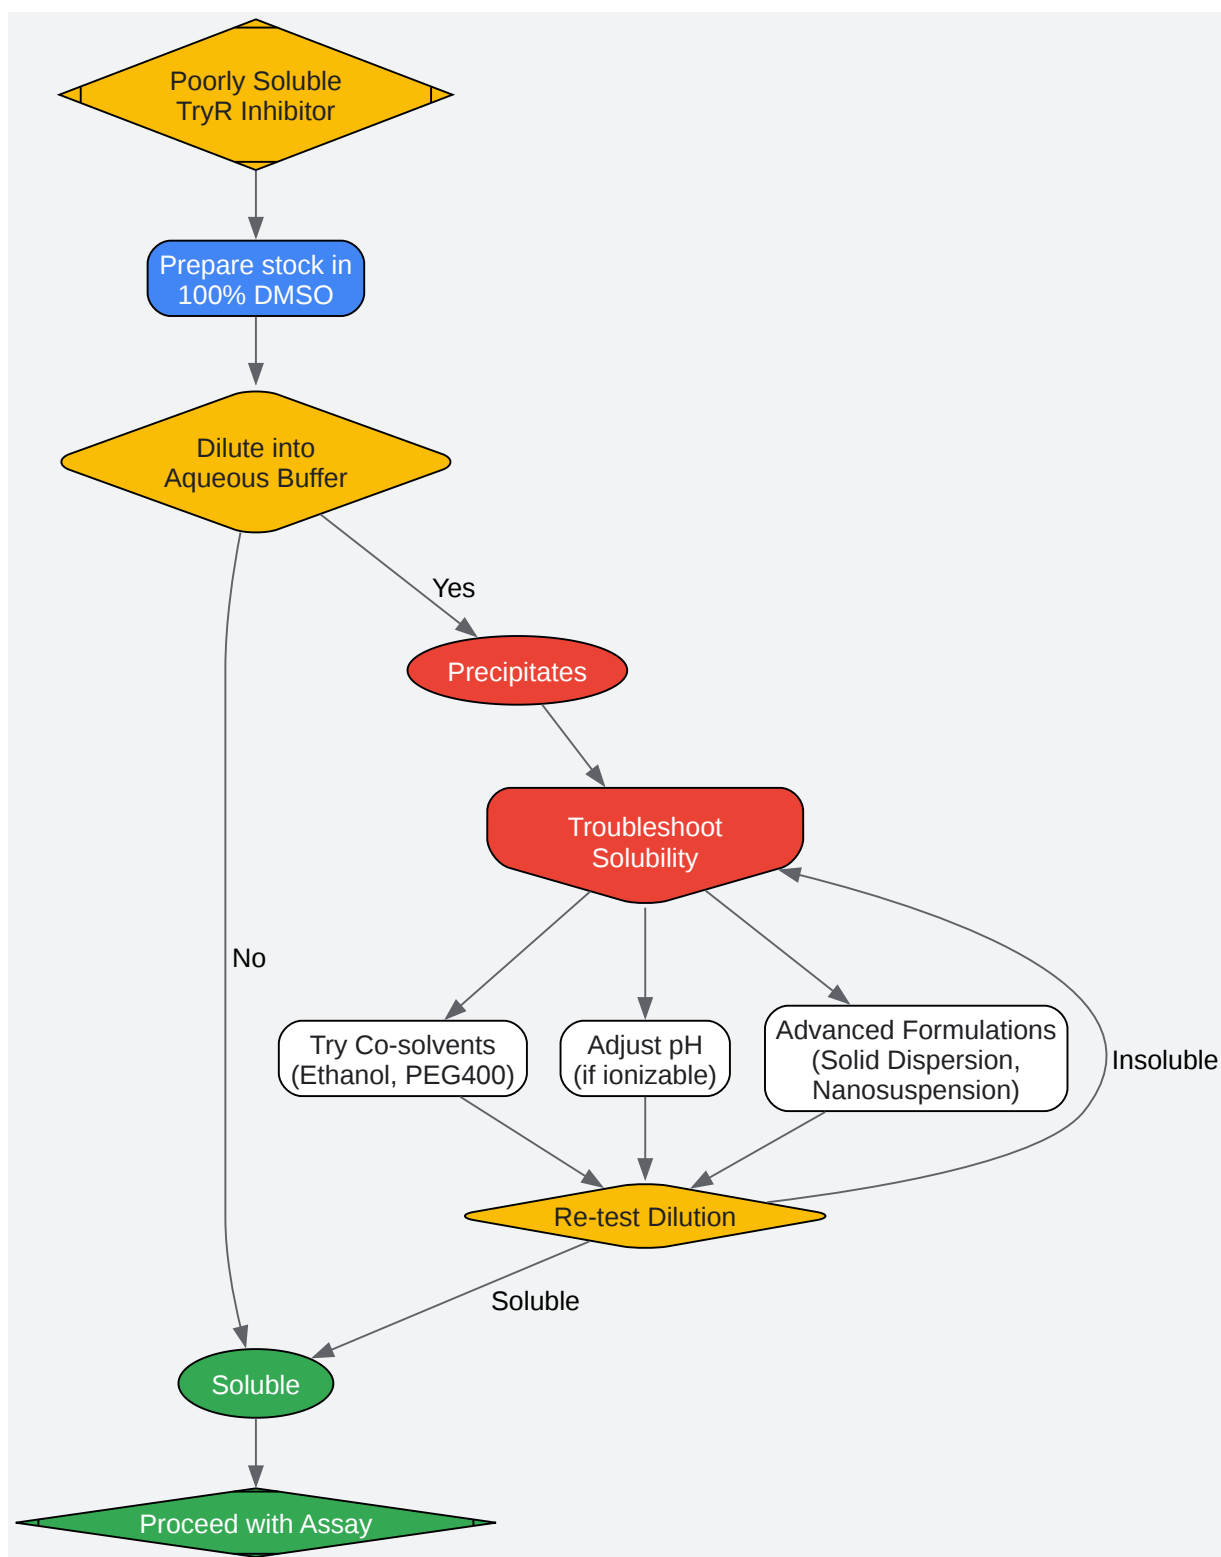 Poorly Soluble
TryR Inhibitor
Prepare stock in
100% DMSO
Dilute into
Aqueous Buffer
Yes
Precipitates
Troubleshoot
Solubility
No
Try Co-solvents
(Ethanol, PEG400)
Adjust pH
(if ionizable)
Advanced Formulations
(Solid Dispersion,
Nanosuspension)
Insoluble
Re-test Dilution
Soluble
Soluble
Proceed with Assay